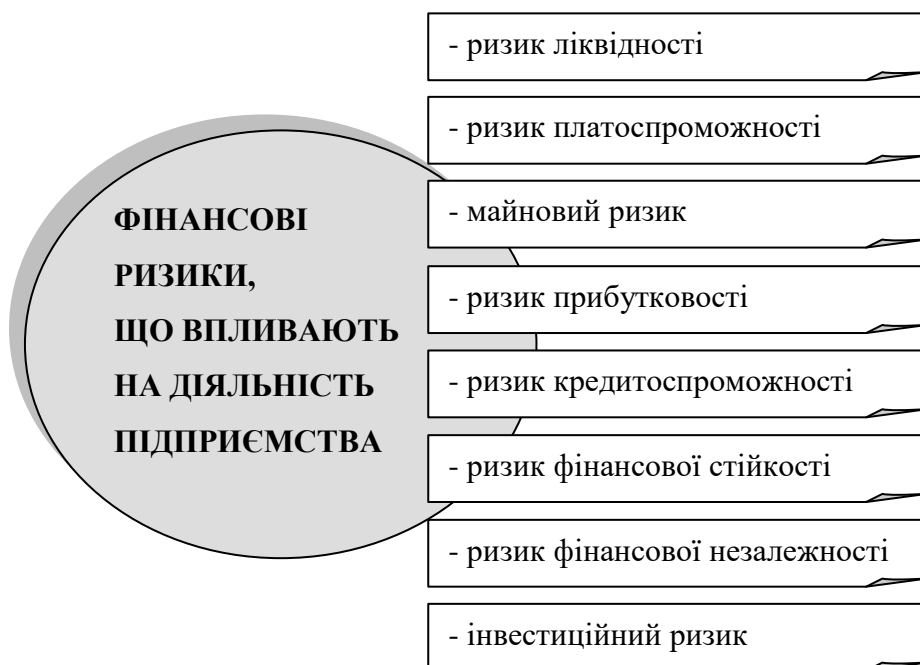 ФІНАНСОВІ
РИЗИКИ,
ЩО ВПЛИВАЮТЬ
НА ДІЯЛЬНІСТЬ
ПІДПРИЄМСТВА
- ризик ліквідності
- ризик платоспроможності
- майновий ризик
- ризик прибутковості
- ризик кредитоспроможності
- ризик фінансової стійкості
- ризик фінансової незалежності
- інвестиційний ризик